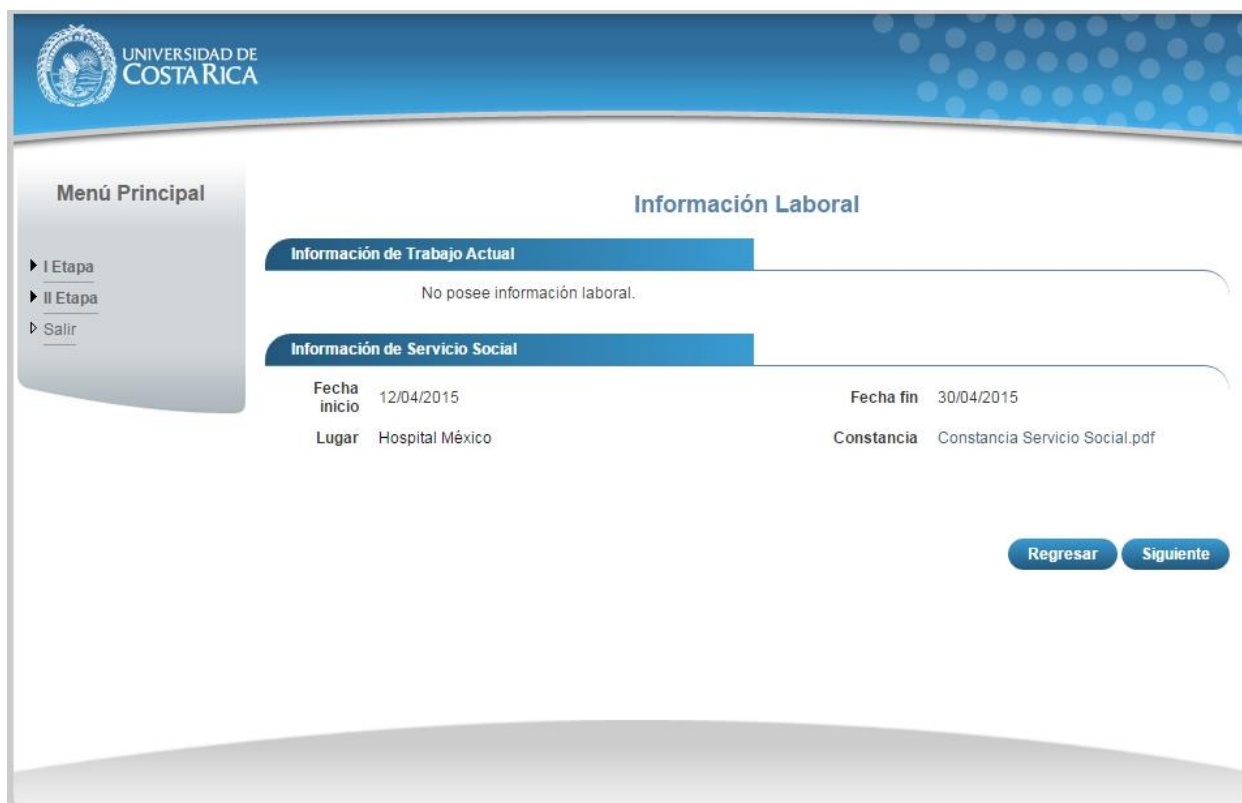 UNIVERSIDAD DE
COSTA RICA
Menú Principal
I Etapa
II Etapa
Salir
Información Laboral
Información de Trabajo Actual
No posee información laboral.
Información de Servicio Social
Fecha inicio 12/04/2015 Fecha fin 30/04/2015
Lugar Hospital México Constancia Constancia Servicio Social.pdf
Regresar Siguiente